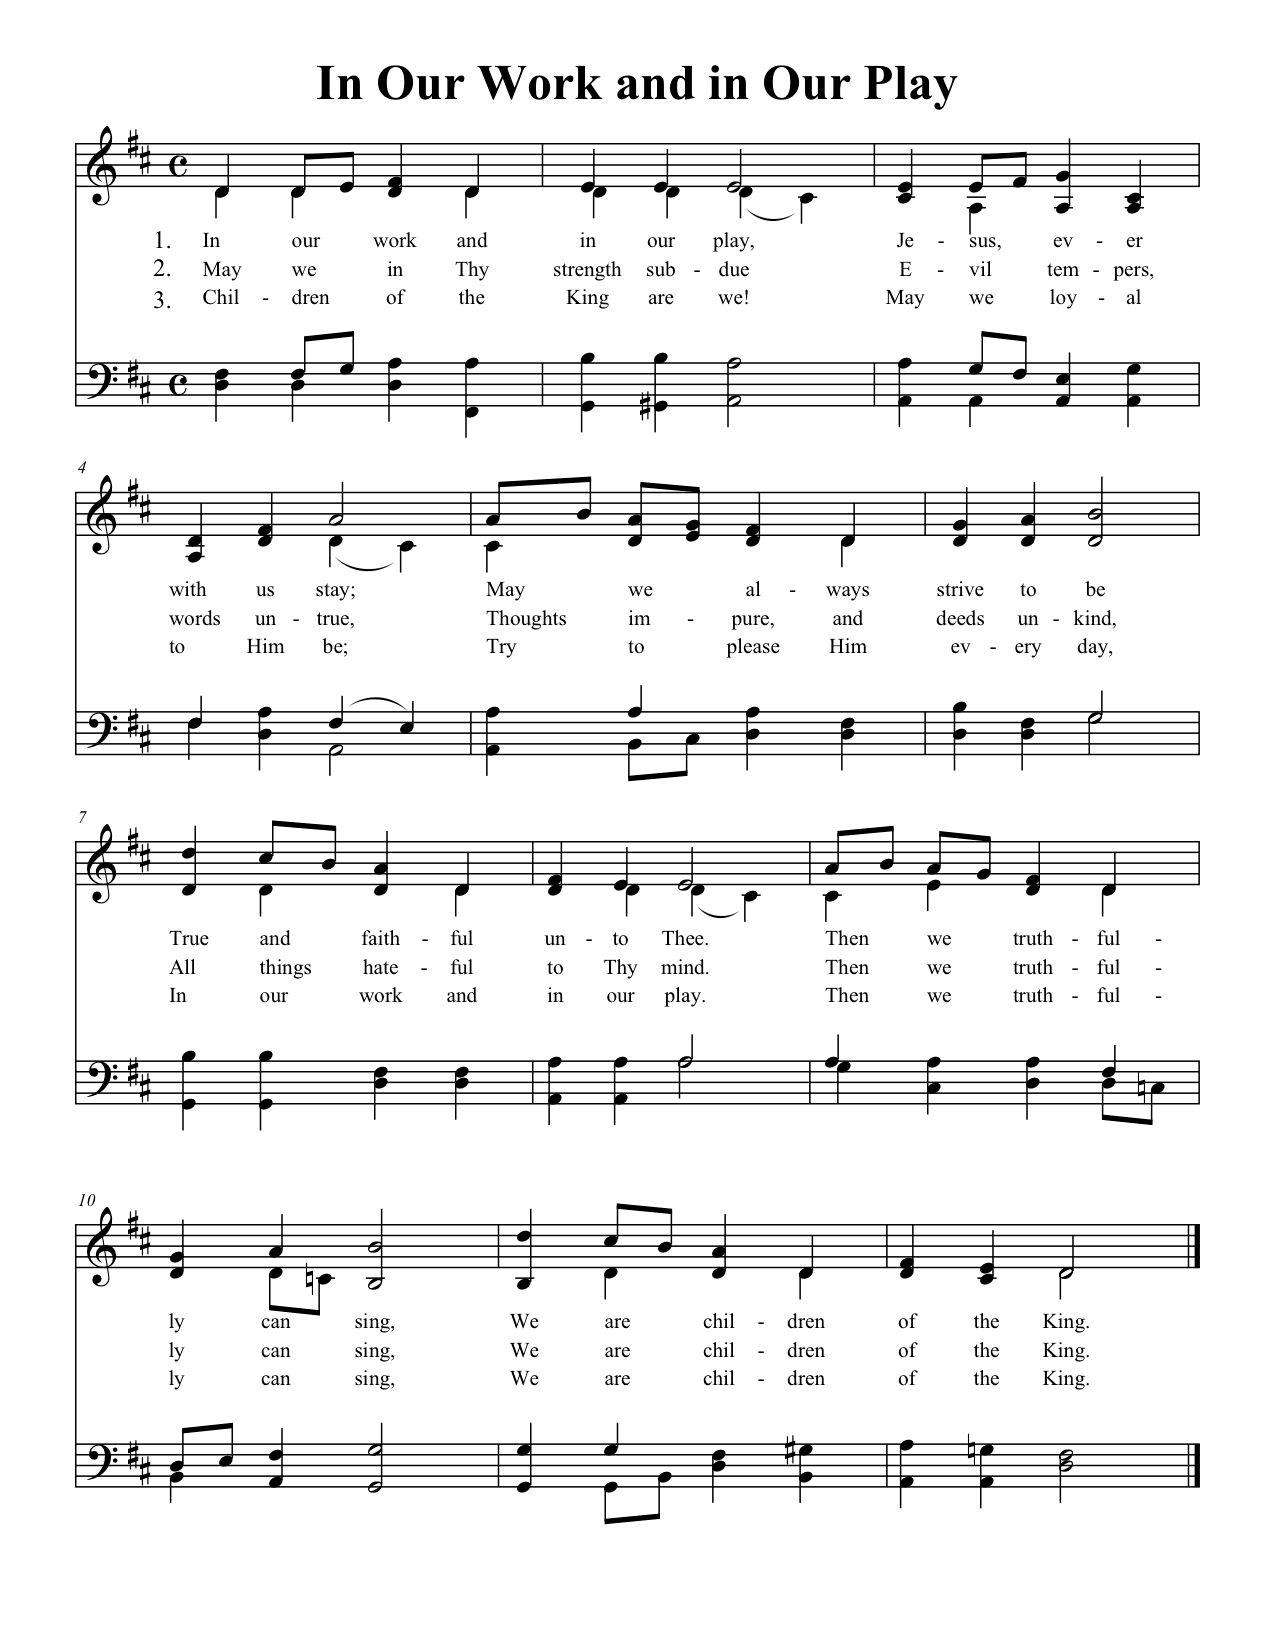 In Our Work and in Our Play
1. In our work and in our play, Je - sus, ev - er
2. May we in Thy strength sub - due E - vil tem - pers,
3. Chil - dren of the King are we! May we loy - al
4
with us stay; May we al - ways strive to be
words un - true, Thoughts im - pure, and deeds un - kind,
to Him be; Try to please Him ev - ery day,
7
True and faith - ful un - to Thee. Then we truth - ful -
All things hate - ful to Thy mind. Then we truth - ful -
In our work and in our play. Then we truth - ful -
10
ly can sing, We are chil - dren of the King.
ly can sing, We are chil - dren of the King.
ly can sing, We are chil - dren of the King.